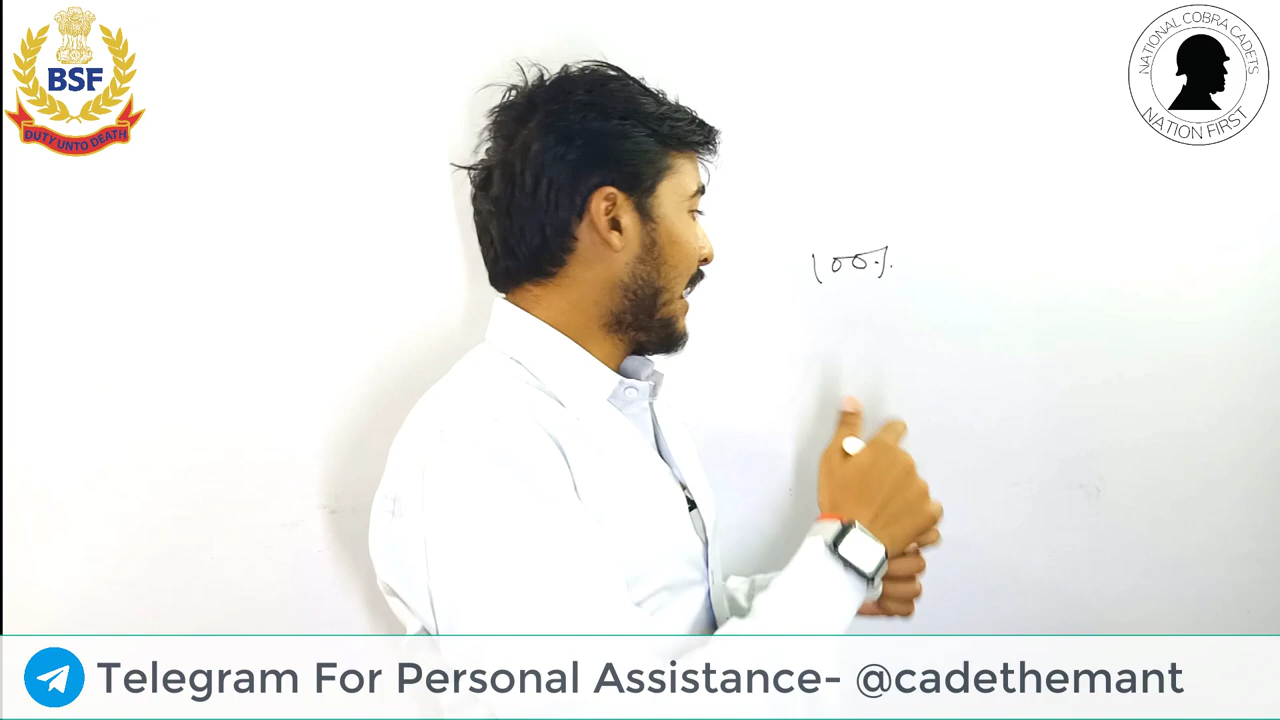 BSF
DUTY UNTO DEATH
NATIONAL COBRA CADETS
NATION FIRST
100%
Telegram For Personal Assistance- @cadethemant